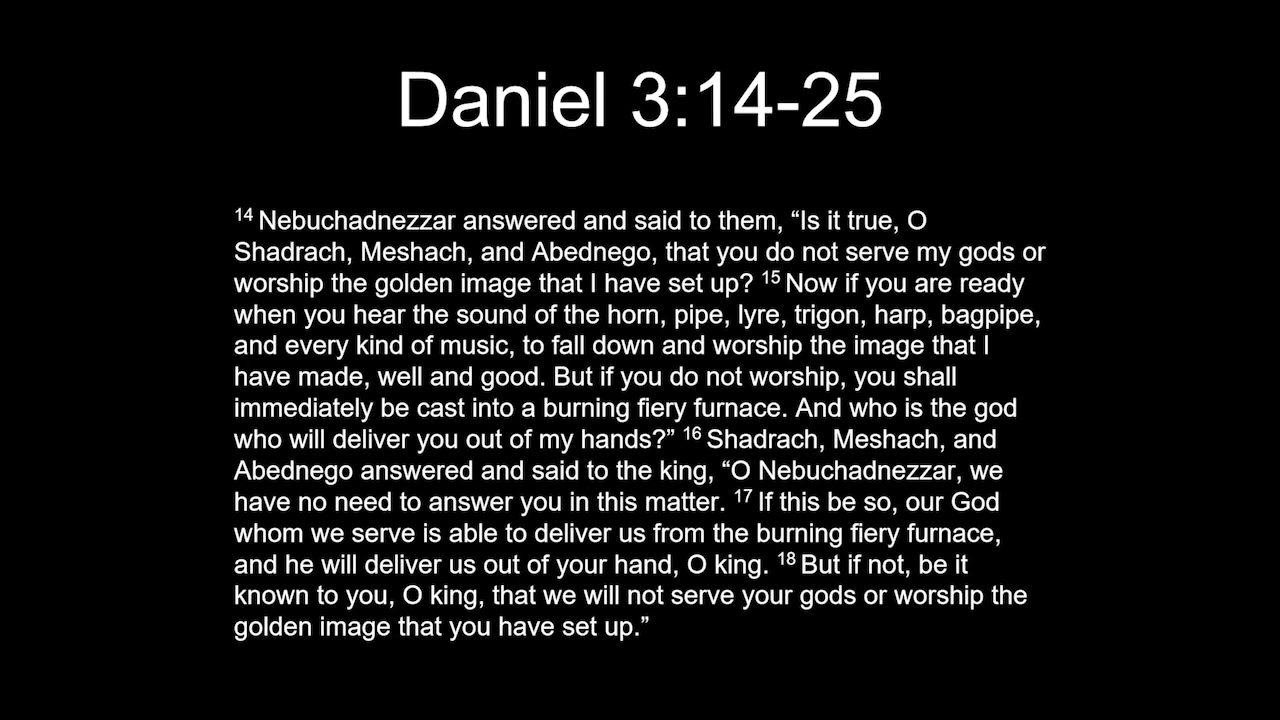 Daniel 3:14-25
14 Nebuchadnezzar answered and said to them, “Is it true, O
Shadrach, Meshach, and Abednego, that you do not serve my gods or
worship the golden image that I have set up? 15 Now if you are ready
when you hear the sound of the horn, pipe, lyre, trigon, harp, bagpipe,
and every kind of music, to fall down and worship the image that I
have made, well and good. But if you do not worship, you shall
immediately be cast into a burning fiery furnace. And who is the god
who will deliver you out of my hands?” 16 Shadrach, Meshach, and
Abednego answered and said to the king, “O Nebuchadnezzar, we
have no need to answer you in this matter. 17 If this be so, our God
whom we serve is able to deliver us from the burning fiery furnace,
and he will deliver us out of your hand, O king. 18 But if not, be it
known to you, O king, that we will not serve your gods or worship the
golden image that you have set up.”